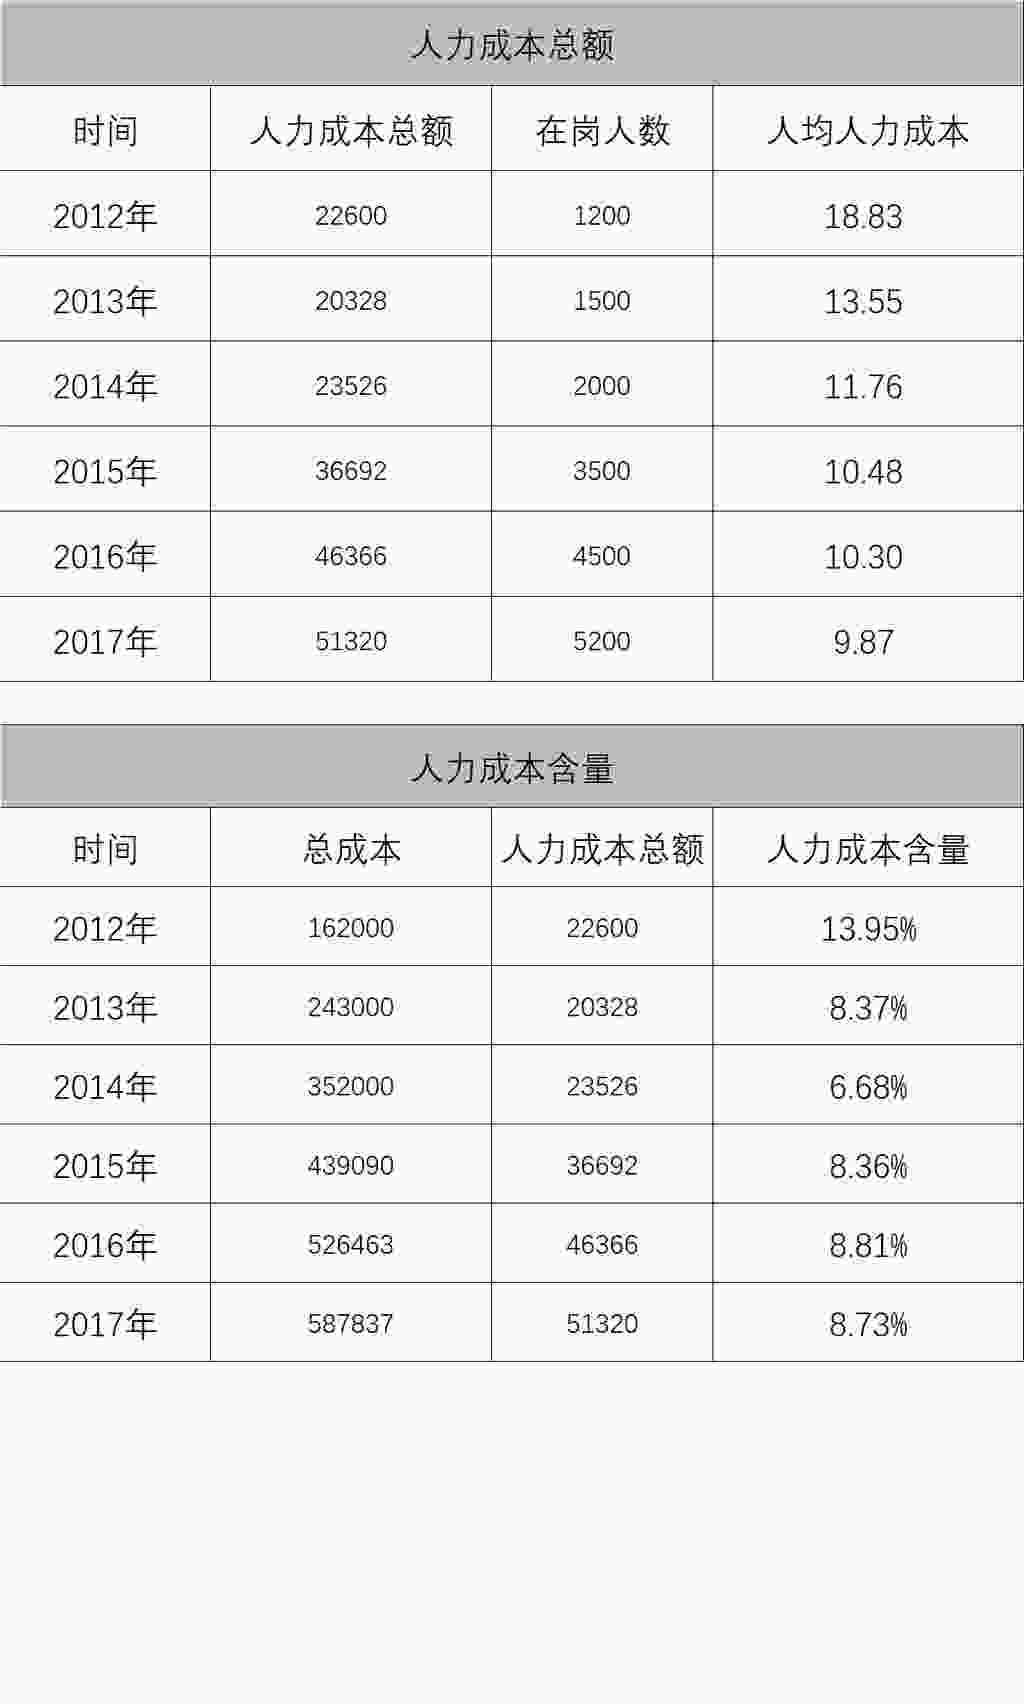 人力成本总额
时间 人力成本总额 在岗人数 人均人力成本
2012年 22600 1200 18.83
2013年 20328 1500 13.55
2014年 23526 2000 11.76
2015年 36692 3500 10.48
2016年 46366 4500 10.30
2017年 51320 5200 9.87
人力成本含量
时间 总成本 人力成本总额 人力成本含量
2012年 162000 22600 13.95%
2013年 243000 20328 8.37%
2014年 352000 23526 6.68%
2015年 439090 36692 8.36%
2016年 526463 46366 8.81%
2017年 587837 51320 8.73%